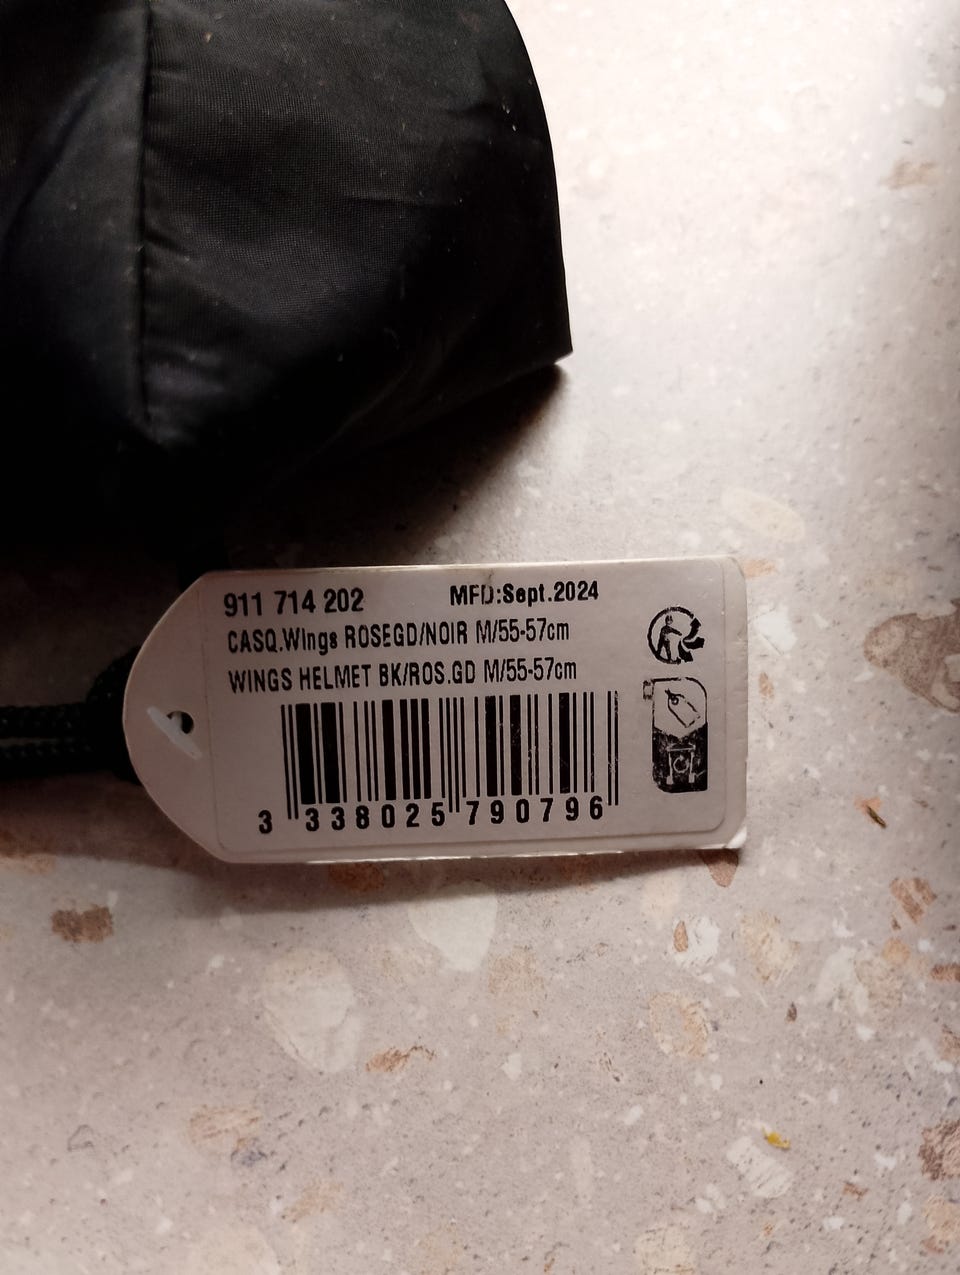 911 714 202 MFD:Sept.2024
CASQ.Wings ROSEGD/NOIR M/55-57cm
WINGS HELMET BK/ROS.GD M/55-57cm
3 338025 790796